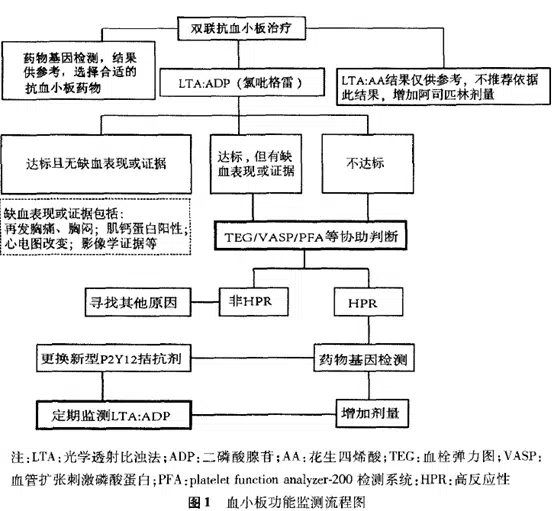 双联抗血小板治疗
药物基因检测，结果
供参考，选择合适的
抗血小板药物
LTA:ADP（氯吡格雷）
LTA:AA结果仅供参考，不推荐依据
此结果，增加阿司匹林剂量
达标且无缺血表现或证据
达标，但有缺
血表现或证据
不达标
缺血表现或证据包括：
再发胸痛、胸闷；肌钙蛋白阳性；
心电图改变；影像学证据等
TEG/VASP/PFA等协助判断
寻找其他原因
非HPR
HPR
更换新型P2Y12拮抗剂
药物基因检测
定期监测LTA:ADP
增加剂量
注:LTA:光学透射比浊法;ADP:二磷酸腺苷;AA:花生四烯酸;TEG:血栓弹力图;VASP:
血管扩张刺激磷酸蛋白;PFA:platelet function analyzer-200 检测系统;HPR:高反应性
图1 血小板功能监测流程图